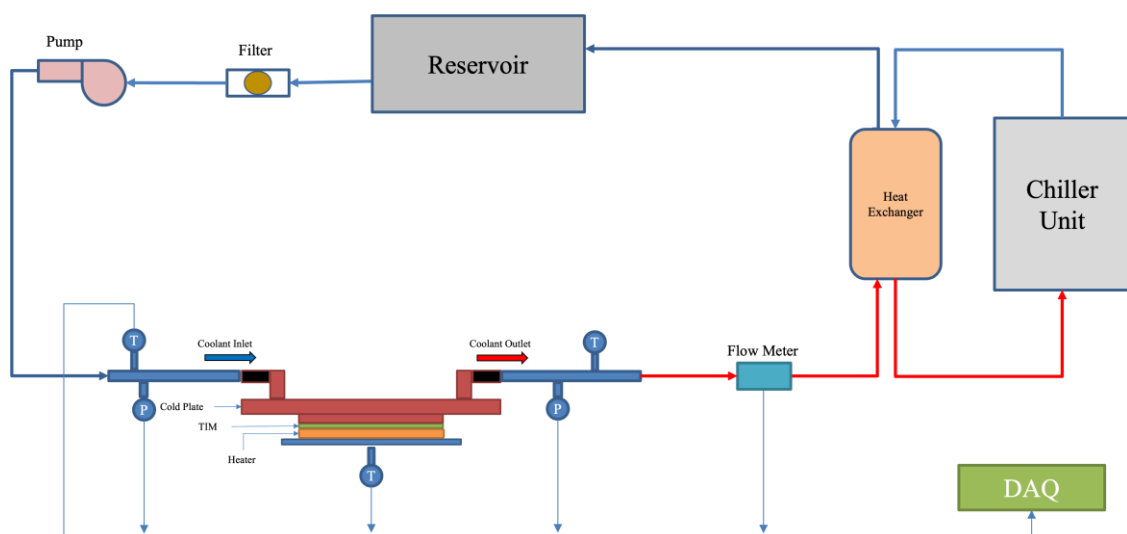 Pump
Filter
Reservoir
Heat
Exchanger
Chiller
Unit
T
Coolant Inlet
Coolant Outlet
T
Flow Meter
P
Cold Plate
P
TIM
Heater
T
DAQ